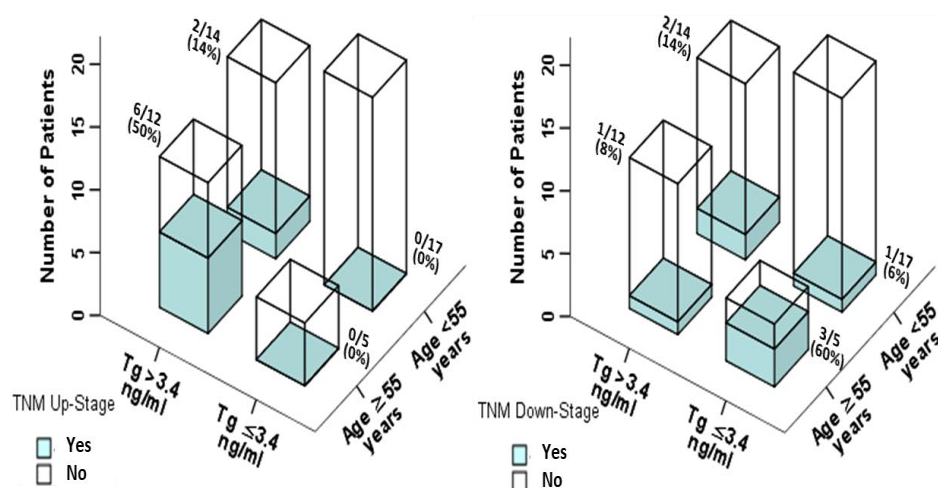 Number of Patients
20
15
10
5
0
2/14
(14%)
6/12
(50%)
0/17
(0%)
0/5
(0%)
Tg >3.4
ng/ml
Tg ≤3.4
ng/ml
Age ≥ 55
years
Age <55
years
TNM Up-Stage
Yes
No
Number of Patients
20
15
10
5
0
2/14
(14%)
1/12
(8%)
1/17
(6%)
3/5
(60%)
Tg >3.4
ng/ml
Tg ≤3.4
ng/ml
Age ≥ 55
years
Age <55
years
TNM Down-Stage
Yes
No